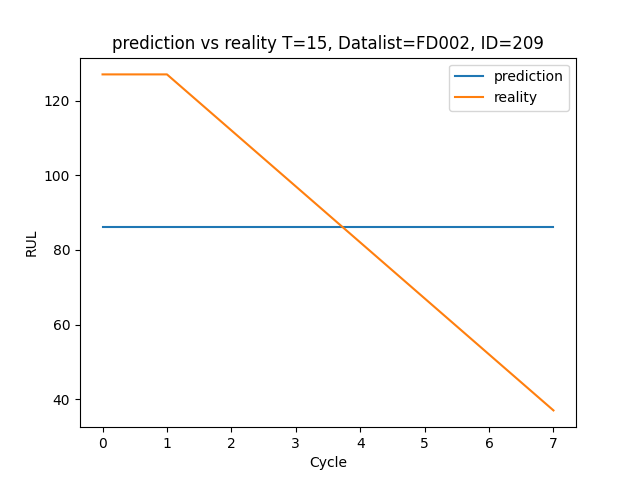 prediction vs reality T=15, Datalist=FD002, ID=209
prediction
reality
120
100
80
60
40
RUL
0 1 2 3 4 5 6 7
Cycle